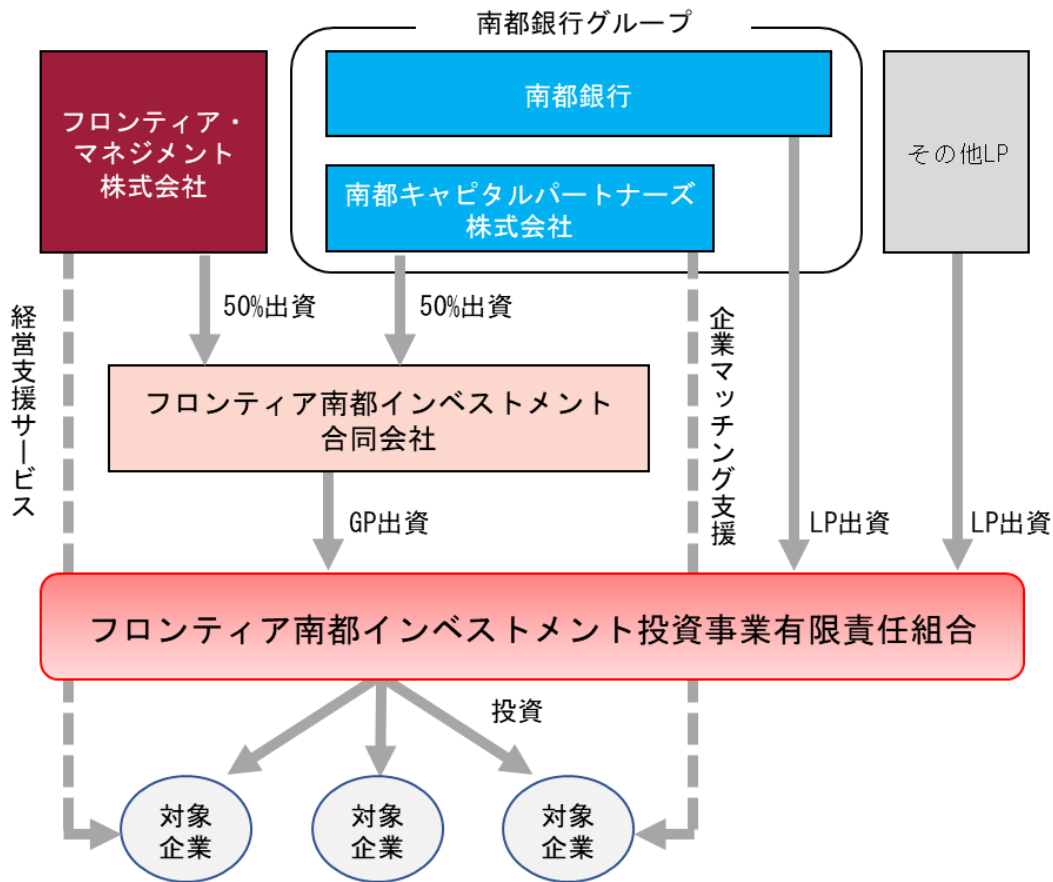 南都銀行グループ
フロンティア・
マネジメント
株式会社
南都銀行
南都キャピタルパートナーズ
株式会社
その他LP
50%出資
50%出資
経営支援サービス
企業マッチング支援
フロンティア南都インベストメント
合同会社
GP出資
LP出資
LP出資
フロンティア南都インベストメント投資事業有限責任組合
投資
対象
企業
対象
企業
対象
企業